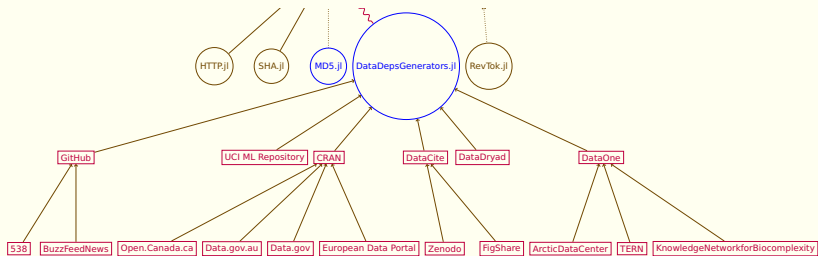 HTTP.jl
SHA.jl
MD5.jl
DataDepsGenerators.jl
RevTok.jl
GitHub
UCI ML Repository
CRAN
DataCite
DataDryad
DataOne
538
BuzzFeedNews
Open.Canada.ca
Data.gov.au
Data.gov
European Data Portal
Zenodo
FigShare
ArcticDataCenter
TERN
KnowledgeNetworkforBiocomplexity